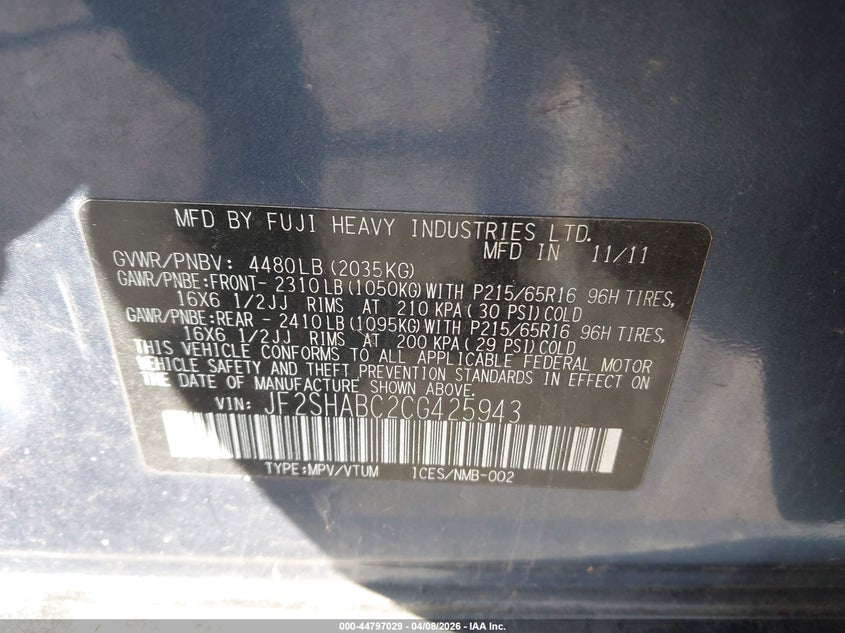 MFD BY FUJI HEAVY INDUSTRIES LTD.
MFD IN 11/11
GVWR/PNBV: 4480LB(2035KG)
GAWR/PNBE:FRONT- 2310LB(1050KG)WITH P215/65R16 96H TIRES,
16X6 1/2JJ RIMS AT 210 KPA(30 PSI)COLD
GAWR/PNBE:REAR - 2410LB(1095KG)WITH P215/65R16 96H TIRES,
16X6 1/2JJ RIMS AT 200 KPA(29 PSI)COLD
THIS VEHICLE CONFORMS TO ALL APPLICABLE FEDERAL MOTOR
VEHICLE SAFETY AND THEFT PREVENTION STANDARDS IN EFFECT ON
THE DATE OF MANUFACTURE SHOWN ABOVE.
VIN: JF2SHABC2CG425943
TYPE:MPV/VTUM ICES/NMB-002
000-44797029 - 04/08/2026 - IAA Inc.